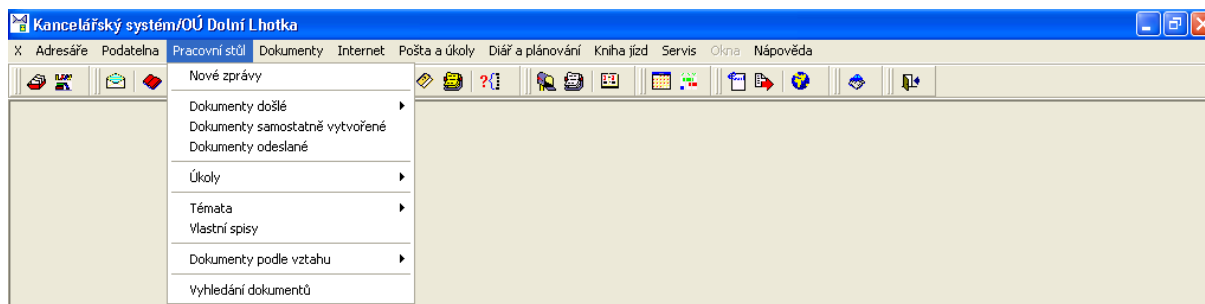 Kancelářský systém/OÚ Dolní Lhotka
X Adresáře Podatelna Pracovní stůl Dokumenty Internet Pošta a úkoly Diář a plánování Kniha jízd Servis Okna Nápověda
Nové zprávy
Dokumenty došlé
Dokumenty samostatně vytvořené
Dokumenty odeslané
Úkoly
Témata
Vlastní spisy
Dokumenty podle vztahu
Vyhledání dokumentů